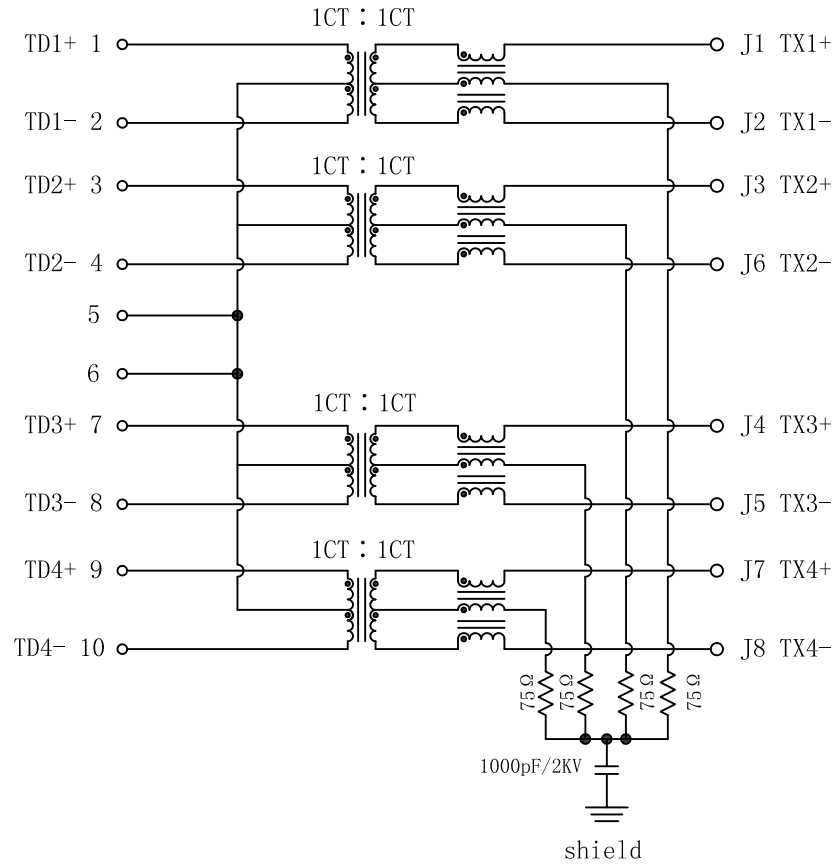 1CT : 1CT
TD1+ 1
J1 TX1+
TD1- 2
J2 TX1-
1CT : 1CT
TD2+ 3
J3 TX2+
TD2- 4
J6 TX2-
5
6
1CT : 1CT
TD3+ 7
J4 TX3+
TD3- 8
J5 TX3-
1CT : 1CT
TD4+ 9
J7 TX4+
TD4- 10
J8 TX4-
75Ω
75Ω
75Ω
75Ω
1000pF/2KV
shield